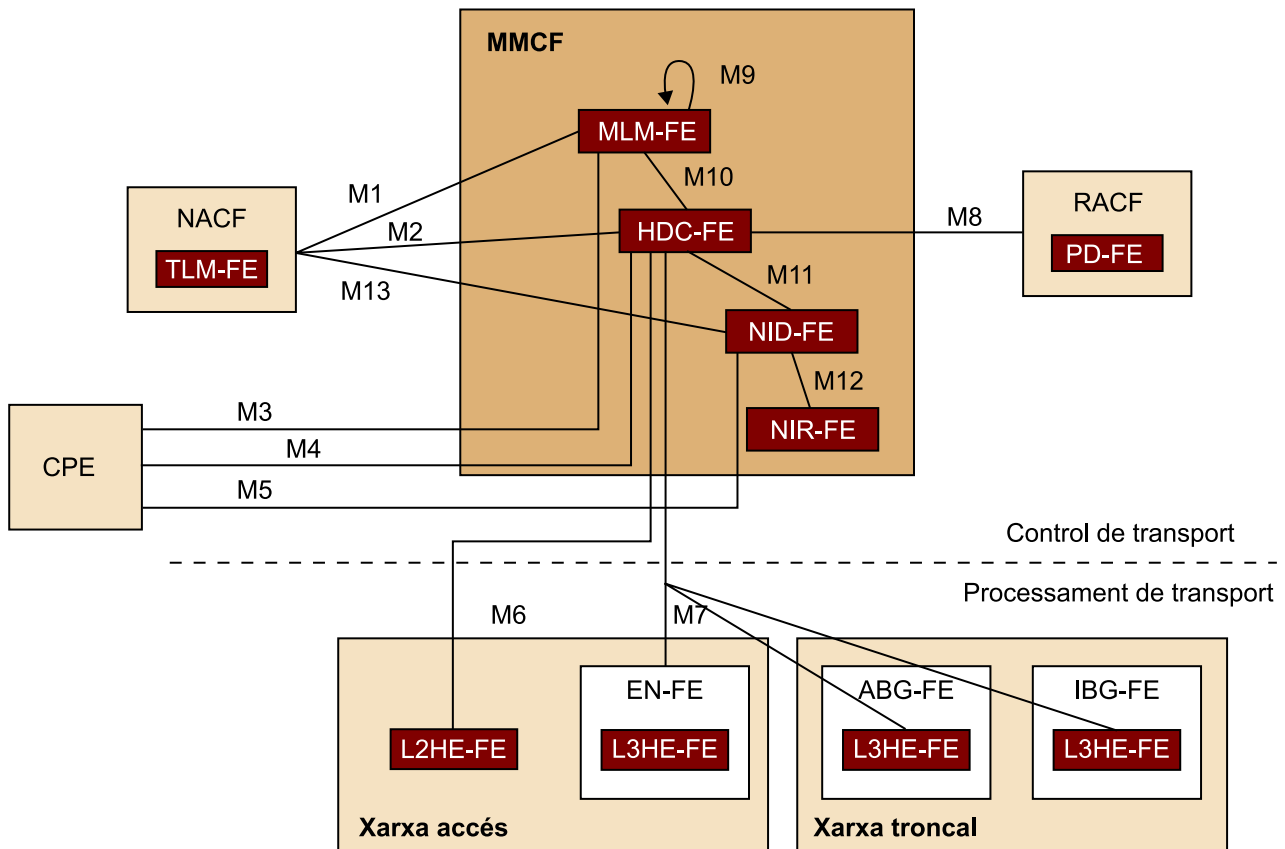 MMCF
M9
MLM-FE
M1
M10
NACF
TLM-FE
M2
HDC-FE
M8
RACF
PD-FE
M13
M11
NID-FE
M12
NIR-FE
CPE
M3
M4
M5
Control de transport
Processament de transport
M6
M7
EN-FE
ABG-FE
IBG-FE
L2HE-FE
L3HE-FE
L3HE-FE
L3HE-FE
Xarxa accés
Xarxa troncal